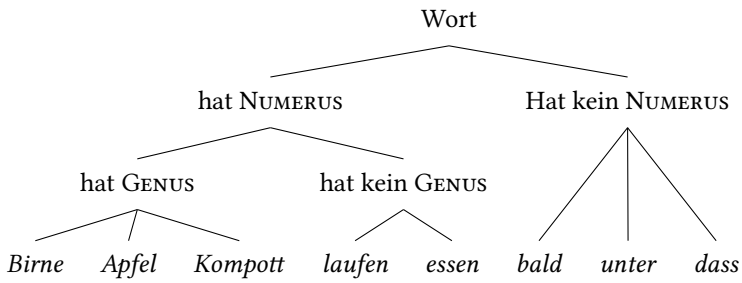 Wort
hat NUMERUS Hat kein NUMERUS
hat GENUS hat kein GENUS
Birne Apfel Kompott laufen essen bald unter dass